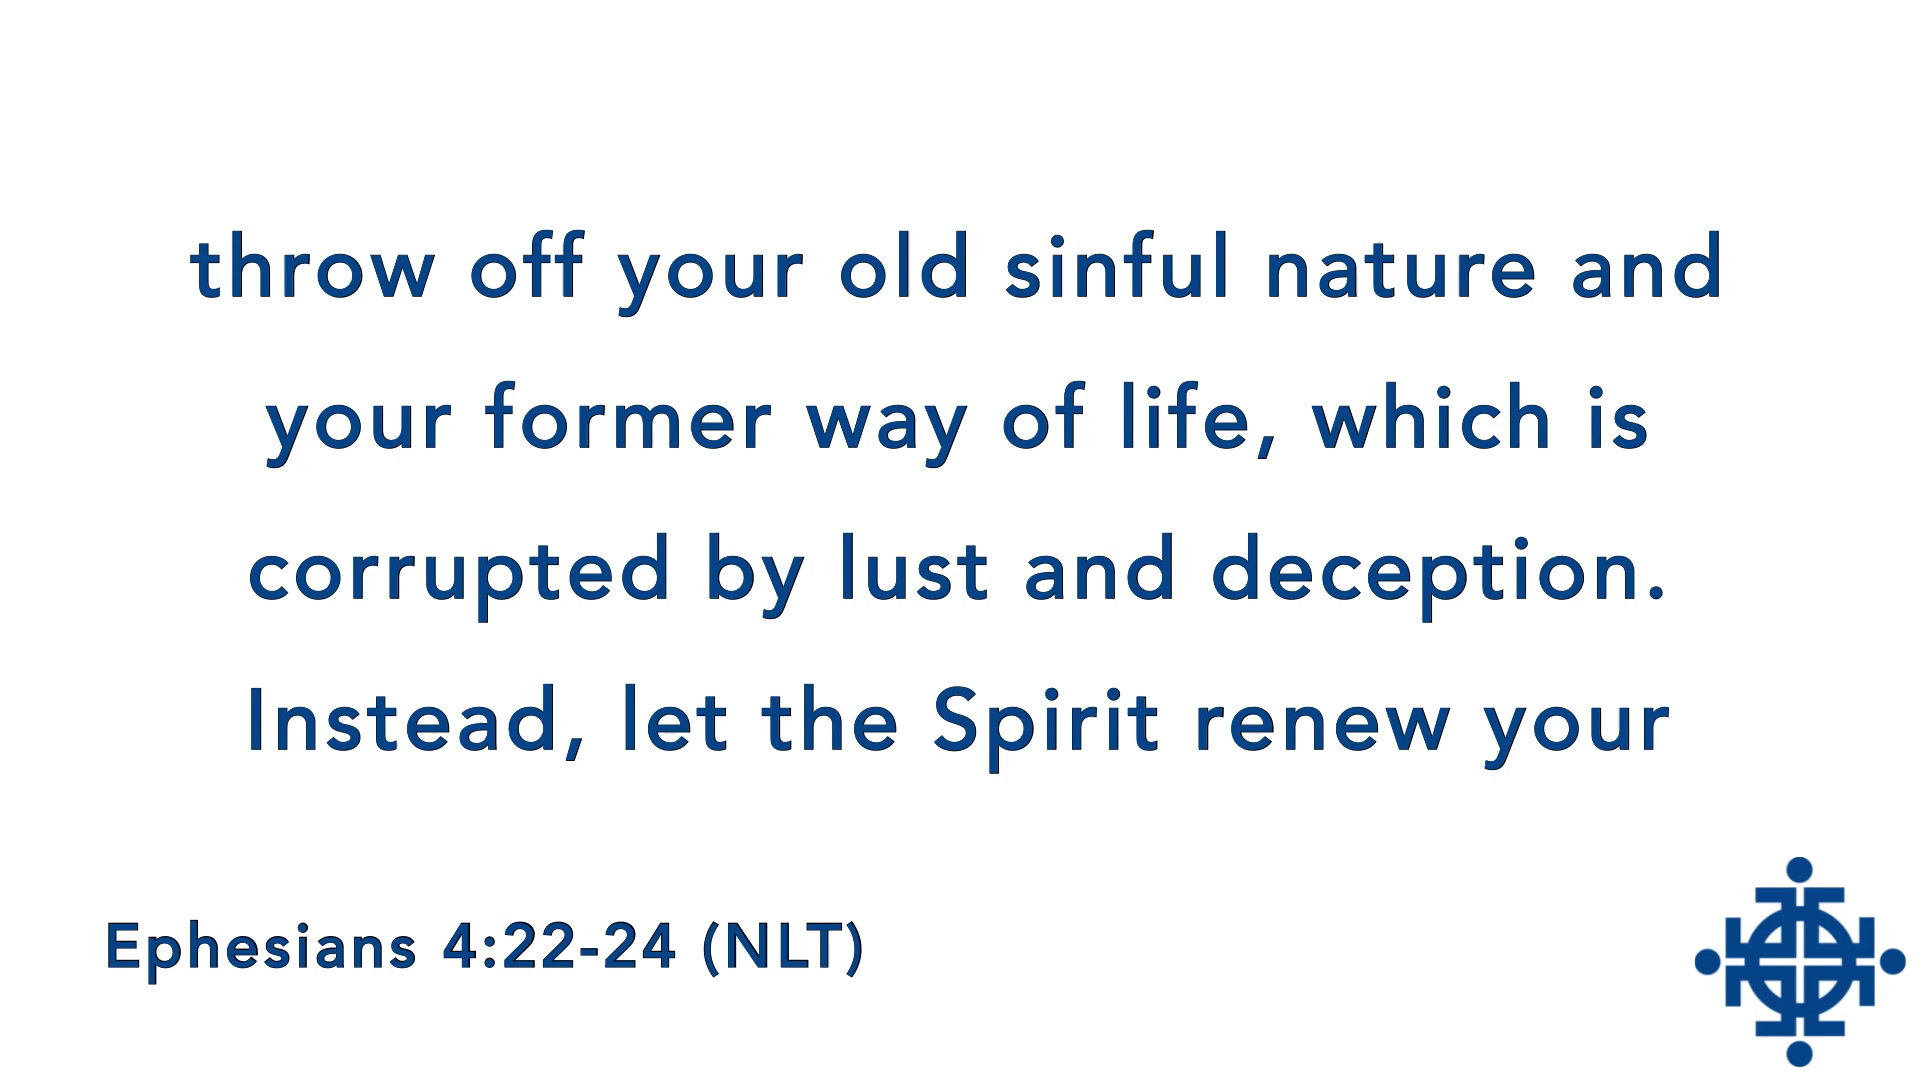 throw off your old sinful nature and
your former way of life, which is
corrupted by lust and deception.
Instead, let the Spirit renew your
Ephesians 4:22-24 (NLT)